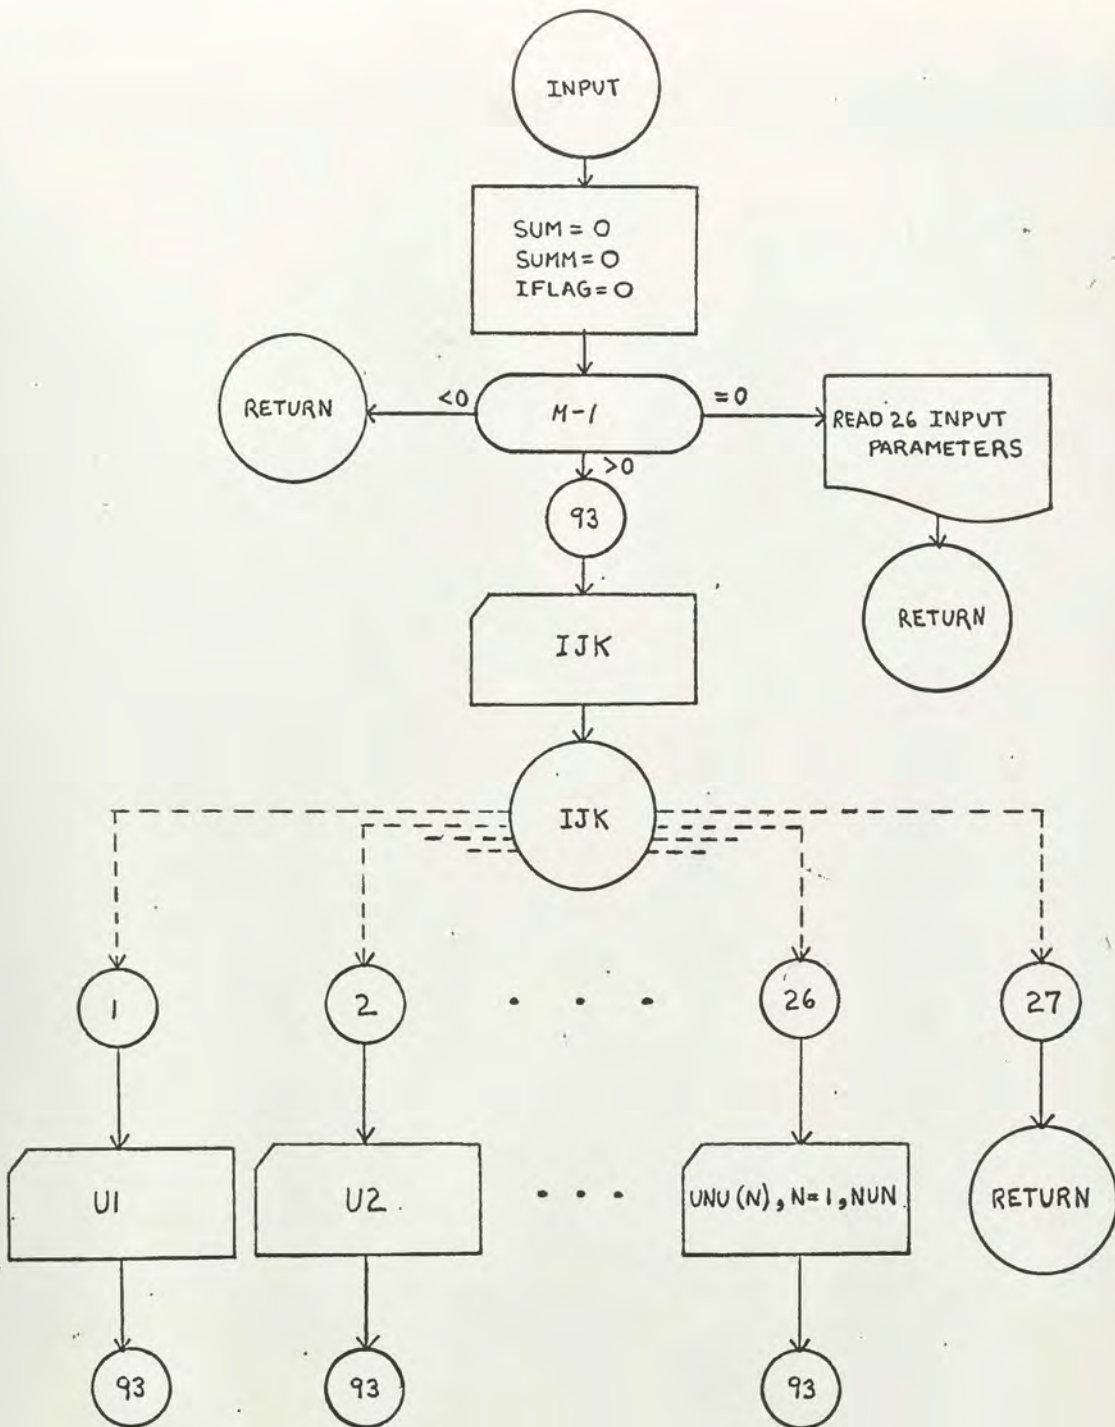 INPUT
SUM = 0
SUMM = 0
IFLAG = 0
RETURN
<0
M-1
=0
READ 26 INPUT
PARAMETERS
>0
93
RETURN
IJK
IJK
1
2
. . .
26
27
U1
U2
. . .
UNU (N), N=1, NUN
RETURN
93
93
93